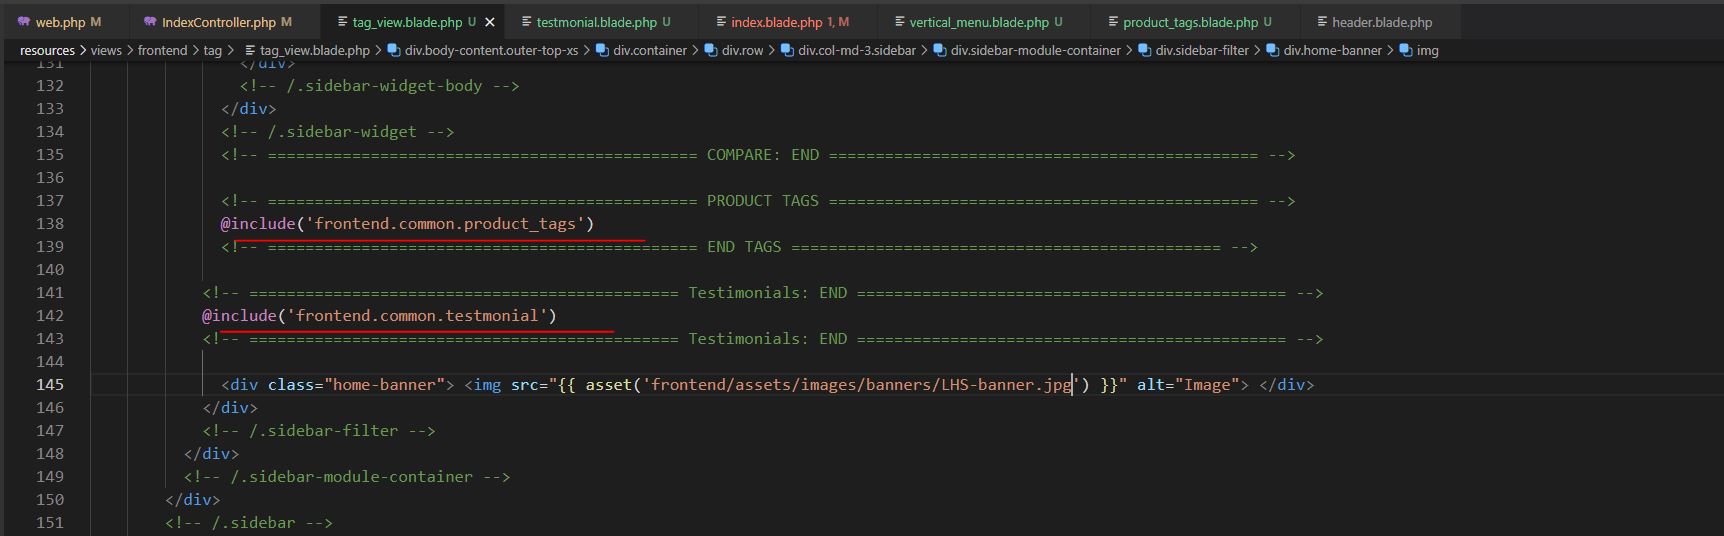 web.php M IndexController.php M tag_view.blade.php U testmonial.blade.php U index.blade.php 1, M vertical_menu.blade.php U product_tags.blade.php U header.blade.php
resources > views > frontend > tag > tag_view.blade.php > div.body-content.outer-top-xs > div.container > div.row > div.col-md-3.sidebar > div.sidebar-module-container > div.sidebar-filter > div.home-banner > img
131 </div>
132 <!-- /.sidebar-widget-body -->
133 </div>
134 <!-- /.sidebar-widget -->
135 <!-- ============================================== COMPARE: END ============================================== -->
136
137 <!-- ============================================== PRODUCT TAGS ============================================== -->
138 @include('frontend.common.product_tags')
139 <!-- ============================================== END TAGS ============================================== -->
140
141 <!-- ============================================== Testimonials: END ============================================== -->
142 @include('frontend.common.testmonial')
143 <!-- ============================================== Testimonials: END ============================================== -->
144
145 <div class="home-banner"> <img src="{{ asset('frontend/assets/images/banners/LHS-banner.jpg') }}" alt="Image"> </div>
146 </div>
147 <!-- /.sidebar-filter -->
148 </div>
149 <!-- /.sidebar-module-container -->
150 </div>
151 <!-- /.sidebar -->